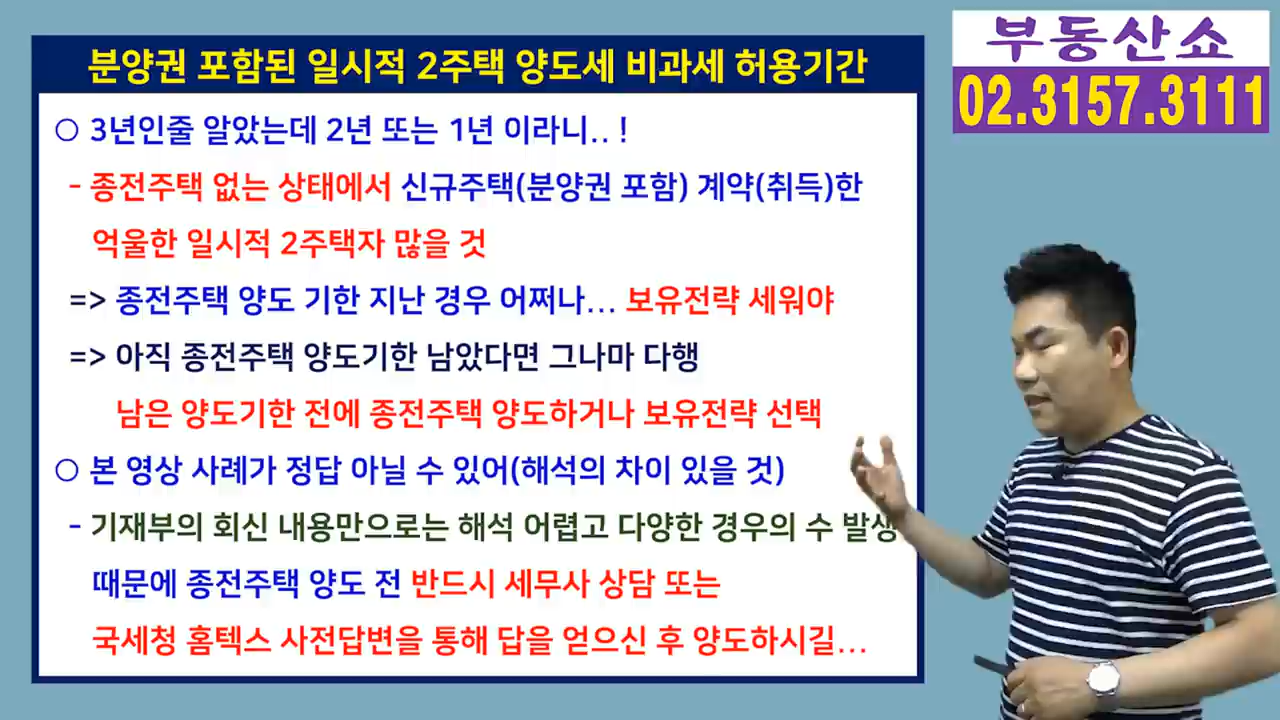 분양권 포함된 일시적 2주택 양도세 비과세 허용기간
부동산쇼
02.3157.3111
○ 3년인줄 알았는데 2년 또는 1년 이라니.. !
- 종전주택 없는 상태에서 신규주택(분양권 포함) 계약(취득)한
억울한 일시적 2주택자 많을 것
=> 종전주택 양도 기한 지난 경우 어쩌나... 보유전략 세워야
=> 아직 종전주택 양도기한 남았다면 그나마 다행
남은 양도기한 전에 종전주택 양도하거나 보유전략 선택
○ 본 영상 사례가 정답 아닐 수 있어(해석의 차이 있을 것)
- 기재부의 회신 내용만으로는 해석 어렵고 다양한 경우의 수 발생
때문에 종전주택 양도 전 반드시 세무사 상담 또는
국세청 홈텍스 사전답변을 통해 답을 얻으신 후 양도하시길...